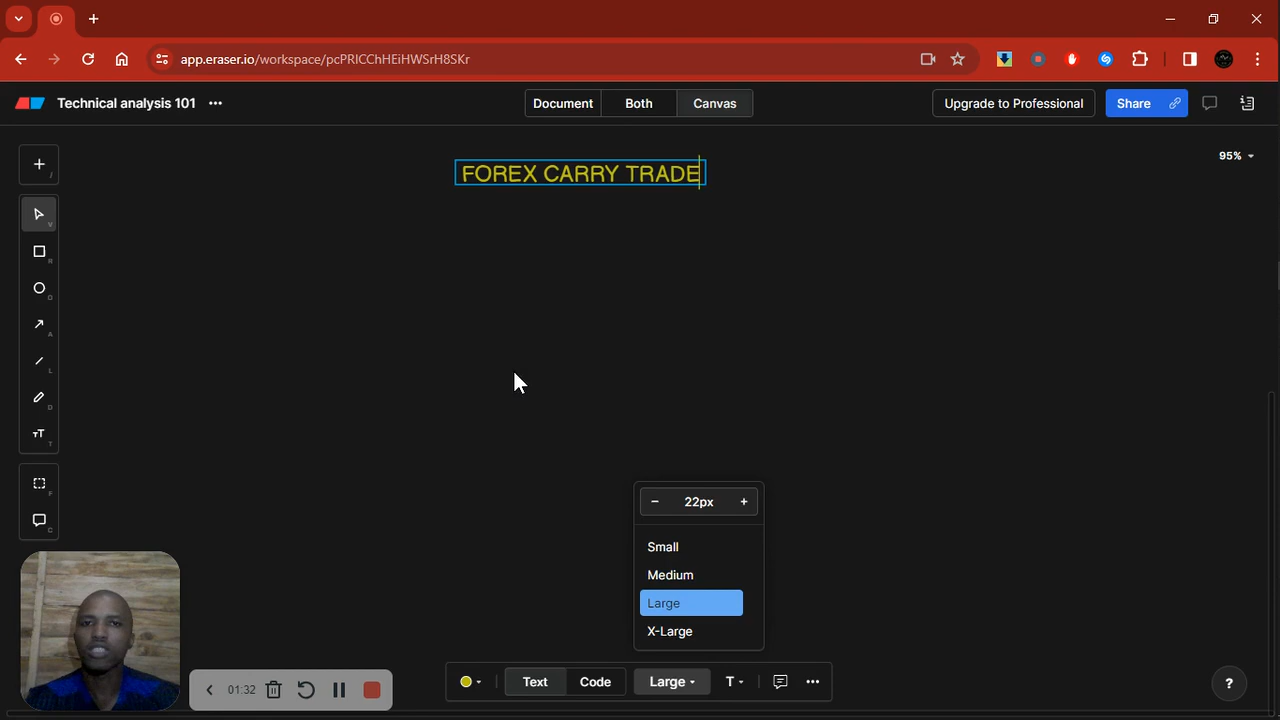 app.eraser.io/workspace/pcPRICChHEiHWSrH8SKr
Technical analysis 101
Document
Both
Canvas
Upgrade to Professional
Share
95%
FOREX CARRY TRADE
/
V
R
O
A
L
D
T
F
C
22px
Small
Medium
Large
X-Large
01:32
Text
Code
Large
T
?